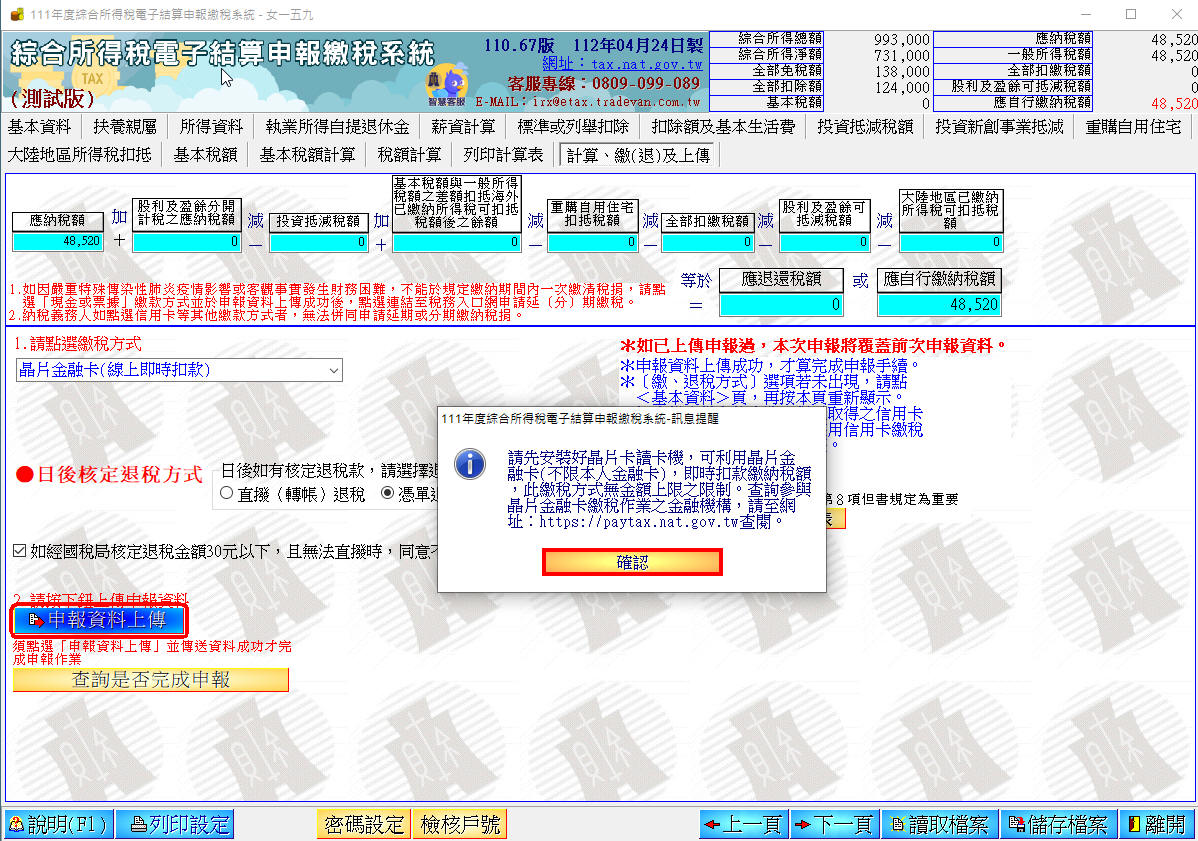 111年度綜合所得稅電子結算申報繳稅系統 - 女一五九
綜合所得稅電子結算申報繳稅系統
TAX
(測試版)
110.67版 112年04月24日製
網址：tax.nat.gov.tw
客服專線：0809-099-089
E-MAIL：irx@etax.tradevan.com.tw
智慧客服
綜合所得總額 993,000 應納稅額 48,520
綜合所得淨額 731,000 一般所得稅額 48,520
全部免稅額 138,000 全部扣繳稅額 0
全部扣除額 124,000 股利及盈餘可抵減稅額 0
基本稅額 0 應自行繳納稅額 48,520
基本資料 扶養親屬 所得資料 執業所得自提退休金 薪資計算 標準或列舉扣除 扣除額及基本生活費 投資抵減稅額 投資新創事業抵減 重購自用住宅
大陸地區所得稅扣抵 基本稅額 基本稅額計算 稅額計算 列印計算表 計算、繳(退)及上傳
應納稅額
48,520
加
＋
股利及盈餘分開
計稅之應納稅額
0
減
－
投資抵減稅額
0
加
＋
基本稅額與一般所得
稅額之差額扣抵海外
已繳納所得稅可扣抵
稅額後之餘額
0
減
－
重購自用住宅
扣抵稅額
0
減
－
全部扣繳稅額
0
減
－
股利及盈餘可
抵減稅額
0
減
－
大陸地區已繳納
所得稅可扣抵稅
額
0
1.如因嚴重特殊傳染性肺炎疫情影響或客觀事實發生財務困難，不能於規定繳納期間內一次繳清稅捐，請點
選「現金或票據」繳款方式並於申報資料上傳成功後，點選連結至稅務入口網申請延（分）期繳稅。
2.納稅義務人如點選信用卡等其他繳款方式者，無法併同申請延期或分期繳納稅捐。
等於
＝
應退還稅額
0
或
應自行繳納稅額
48,520
1.請點選繳稅方式
晶片金融卡(線上即時扣款)
＊如已上傳申報過，本次申報將覆蓋前次申報資料。
＊申報資料上傳成功，才算完成申報手續。
＊〔繳、退稅方式〕選項若未出現，請點
＜基本資料＞頁，再按本頁重新顯示。
取得之信用卡
用信用卡繳稅
。
●日後核定退稅方式
日後如有核定退稅款，請選擇退
直撥（轉帳）退稅 憑單退
第8項但書規定為重要
表
如經國稅局核定退稅金額30元以下，且無法直撥時，同意不
111年度綜合所得稅電子結算申報繳稅系統-訊息提醒
請先安裝好晶片卡讀卡機，可利用晶片金
融卡(不限本人金融卡)，即時扣款繳納稅額
，此繳稅方式無金額上限之限制。查詢參與
晶片金融卡繳稅作業之金融機構，請至網
址：https://paytax.nat.gov.tw查閱。
確認
2.請按下鈕上傳申報資料
申報資料上傳
須點選「申報資料上傳」並傳送資料成功才完
成申報作業
查詢是否完成申報
說明(F1) 列印設定 密碼設定 檢核戶號 上一頁 下一頁 讀取檔案 儲存檔案 離開